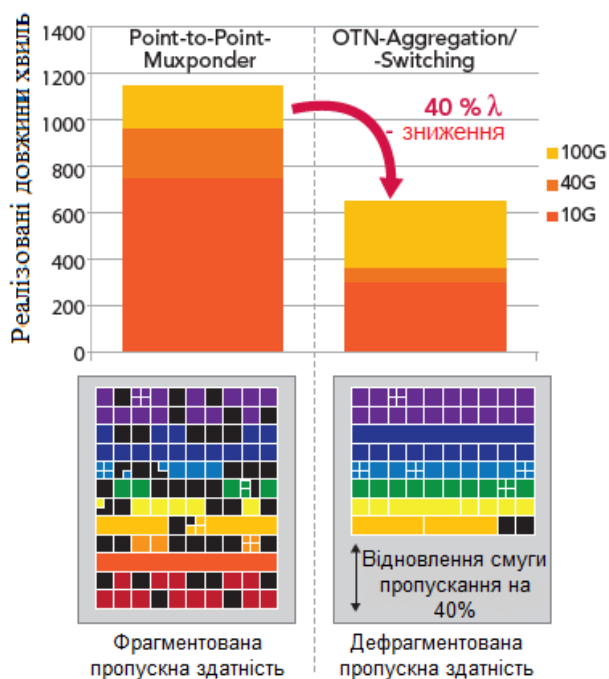 Реалізовані довжини хвиль
1400
1200
1000
800
600
400
200
0
Point-to-Point-
Muxponder
OTN-Aggregation/
-Switching
40 % λ
- зниження
100G
40G
10G
Відновлення смуги
пропускання на
40%
Фрагментована
пропускна здатність
Дефрагментована
пропускна здатність